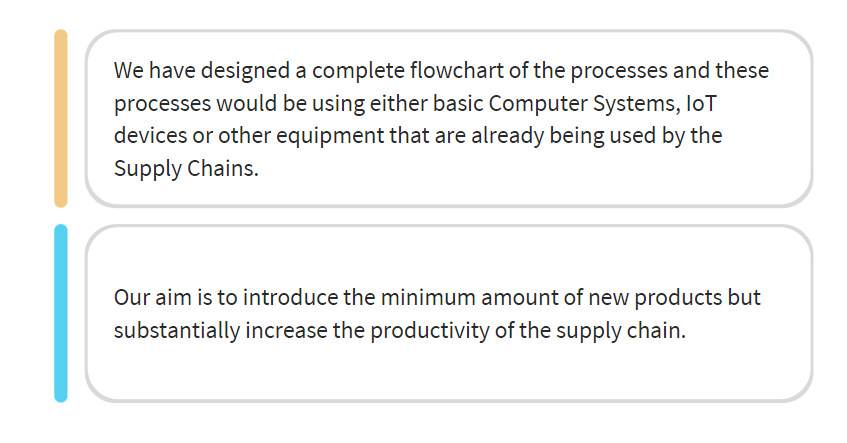 We have designed a complete flowchart of the processes and these
processes would be using either basic Computer Systems, IoT
devices or other equipment that are already being used by the
Supply Chains.
Our aim is to introduce the minimum amount of new products but
substantially increase the productivity of the supply chain.